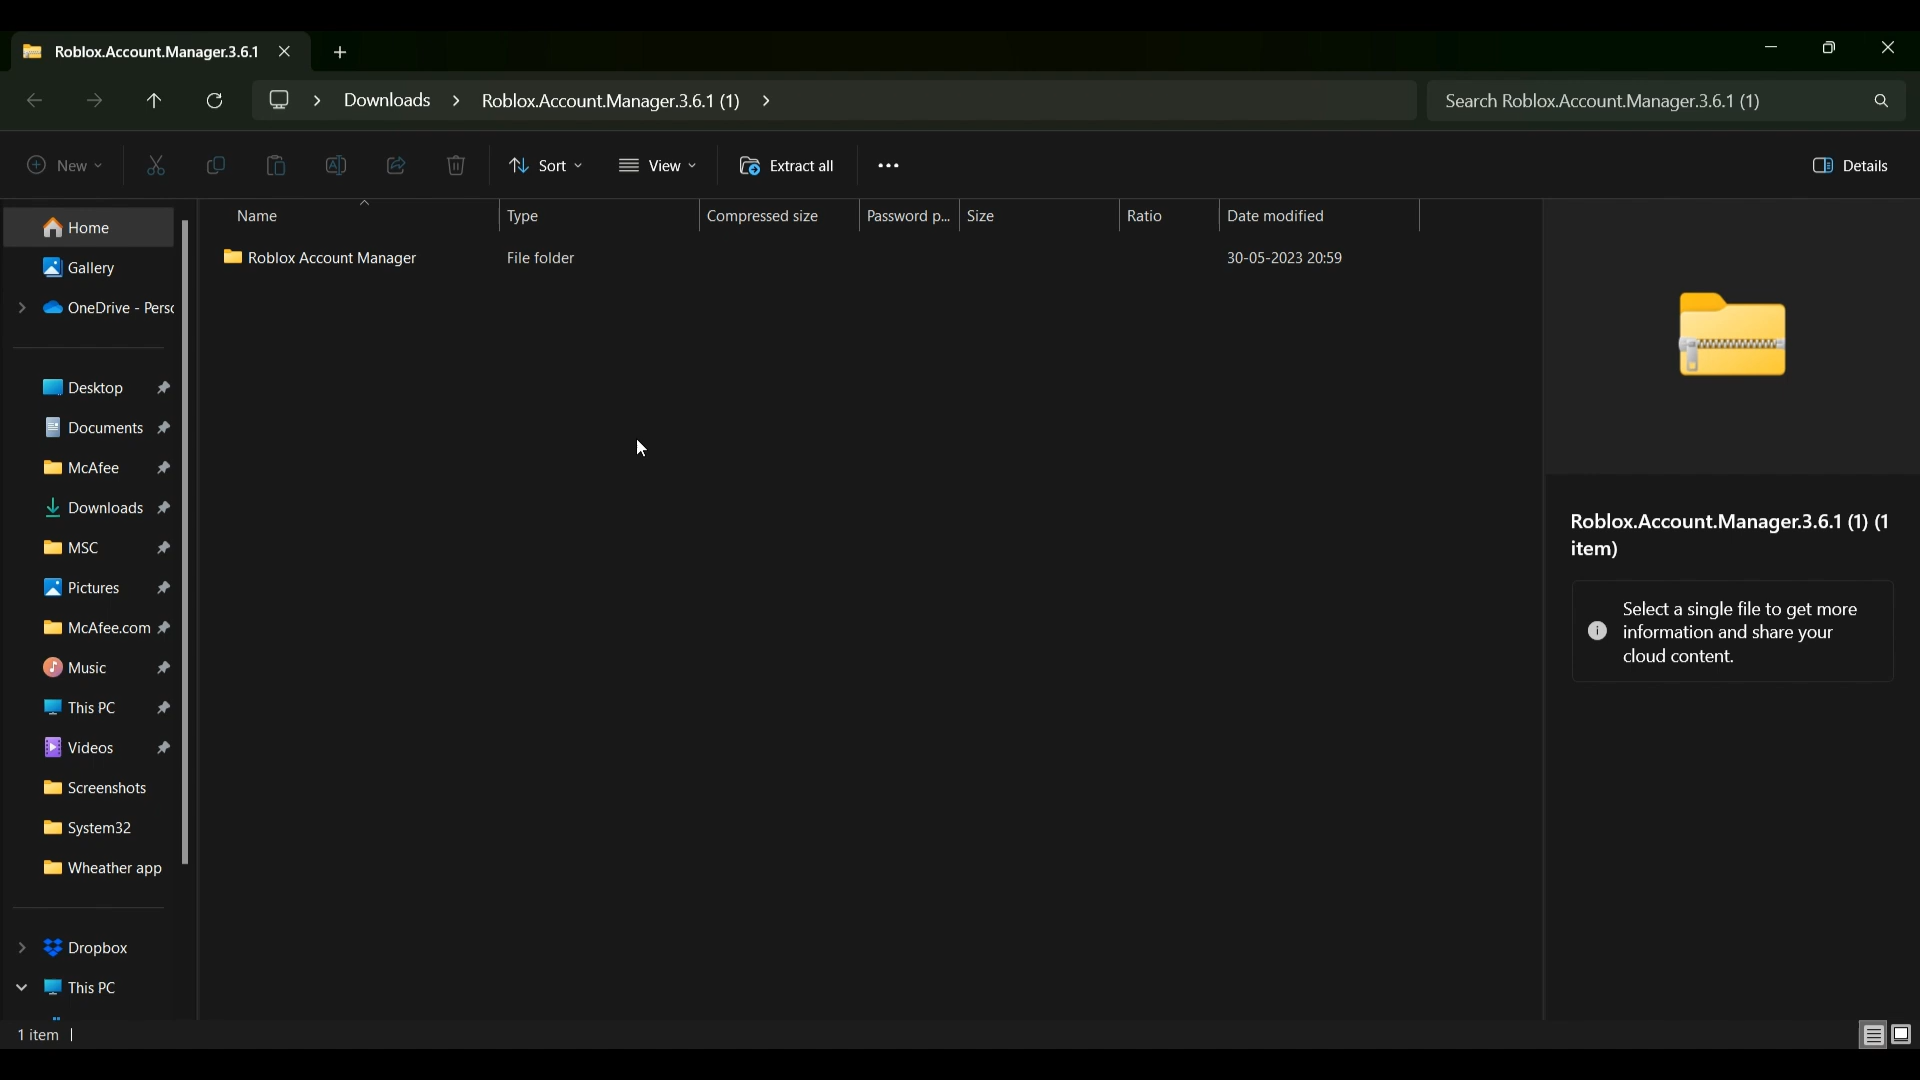 Roblox.Account.Manager.3.6.1
Downloads
Roblox.Account.Manager.3.6.1 (1)
Search Roblox.Account.Manager.3.6.1 (1)
New
Sort
View
Extract all
Details
Name
Type
Compressed size
Password p...
Size
Ratio
Date modified
Roblox Account Manager
File folder
30-05-2023 20:59
Home
Gallery
OneDrive - Perso
Desktop
Documents
McAfee
Downloads
MSC
Pictures
McAfee.com
Music
This PC
Videos
Screenshots
System32
Wheather app
Dropbox
This PC
Roblox.Account.Manager.3.6.1 (1) (1
item)
Select a single file to get more
information and share your
cloud content.
1 item